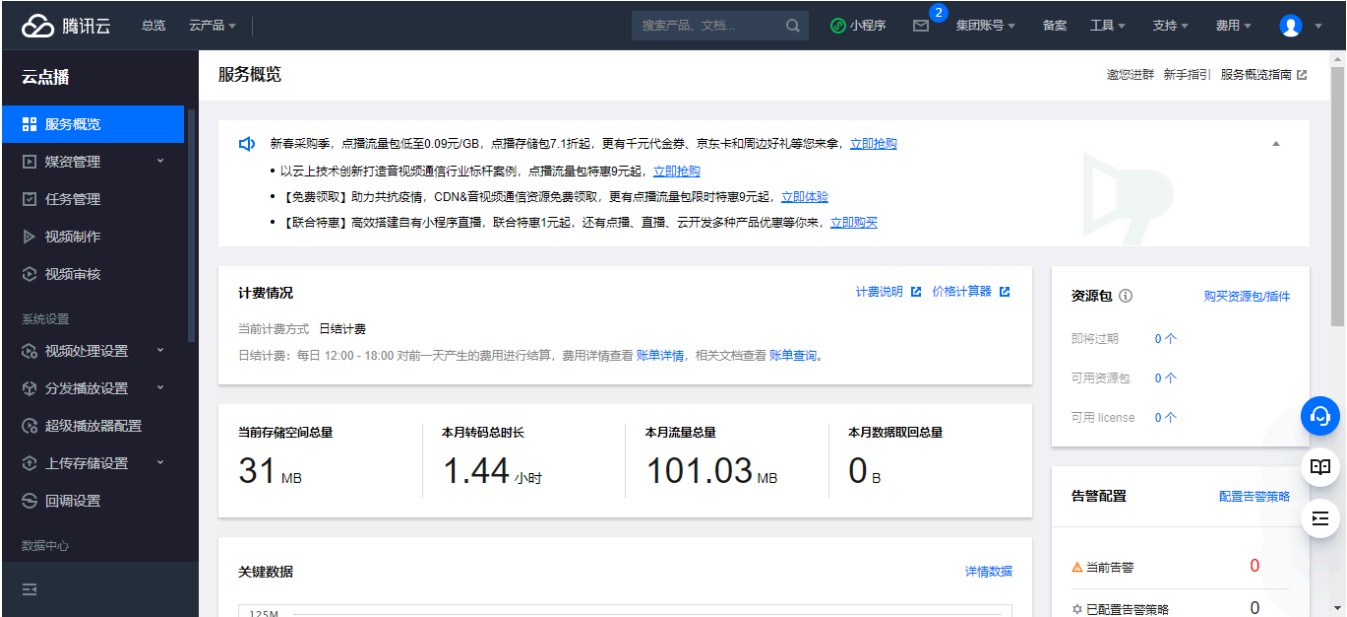 腾讯云 总览 云产品 搜索产品、文档... 小程序 2 集团账号 备案 工具 支持 费用
云点播
服务概览
媒资管理
任务管理
视频制作
视频审核
系统设置
视频处理设置
分发播放设置
超级播放器配置
上传存储设置
回调设置
数据中心
服务概览 邀您进群 新手指引 服务概览指南
新春采购季，点播流量包低至0.09元/GB，点播存储包7.1折起，更有千元代金券、京东卡和周边好礼等您来拿，立即抢购
• 以云上技术创新打造音视频通信行业标杆案例，点播流量包特惠9元起，立即抢购
• 【免费领取】助力共抗疫情，CDN&音视频通信资源免费领取，更有点播流量包限时特惠9元起，立即体验
• 【联合特惠】高效搭建自有小程序直播，联合特惠1元起，还有点播、直播、云开发多种产品优惠等你来，立即购买
计费情况 计费说明 价格计算器
当前计费方式 日结计费
日结计费：每日 12:00 - 18:00 对前一天产生的费用进行结算，费用详情查看 账单详情，相关文档查看 账单查询。
当前存储空间总量 本月转码总时长 本月流量总量 本月数据取回总量
31 MB 1.44 小时 101.03 MB 0 B
关键数据 详情数据
125M
资源包 购买资源包/插件
即将过期 0 个
可用资源包 0 个
可用 license 0 个
告警配置 配置告警策略
当前告警 0
已配置告警策略 0